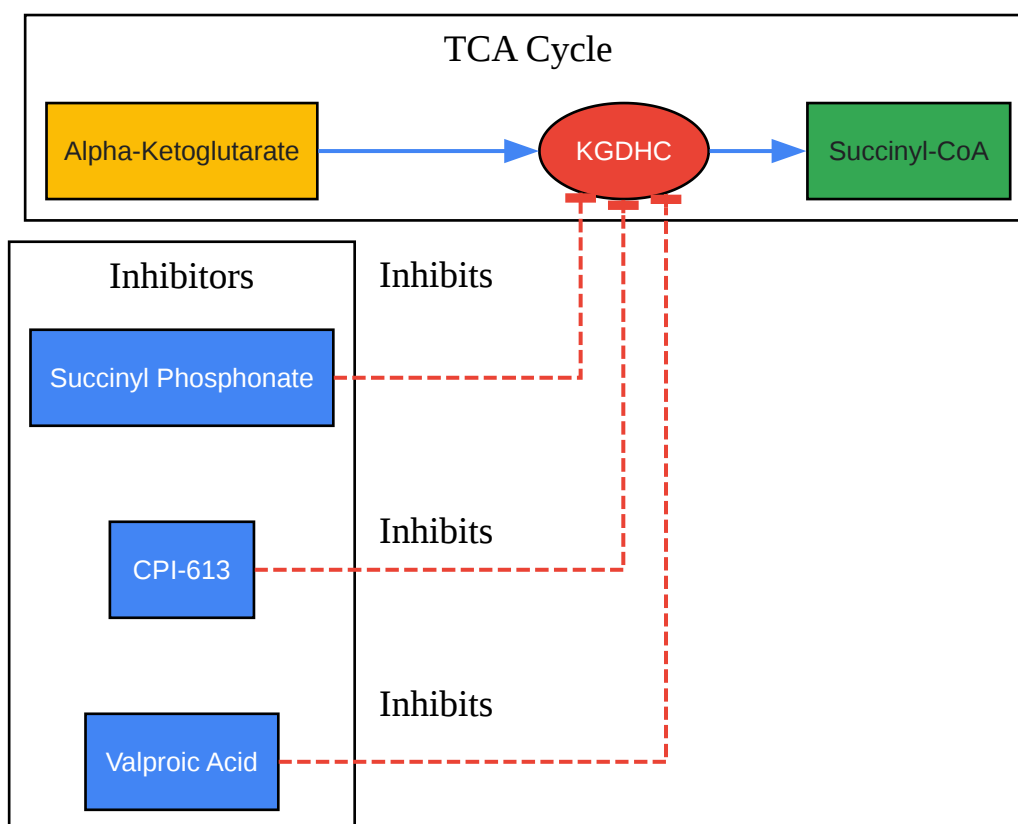 TCA Cycle
Alpha-Ketoglutarate
KGDHC
Succinyl-CoA
Inhibitors
Inhibits
Succinyl Phosphonate
Inhibits
CPI-613
Inhibits
Valproic Acid